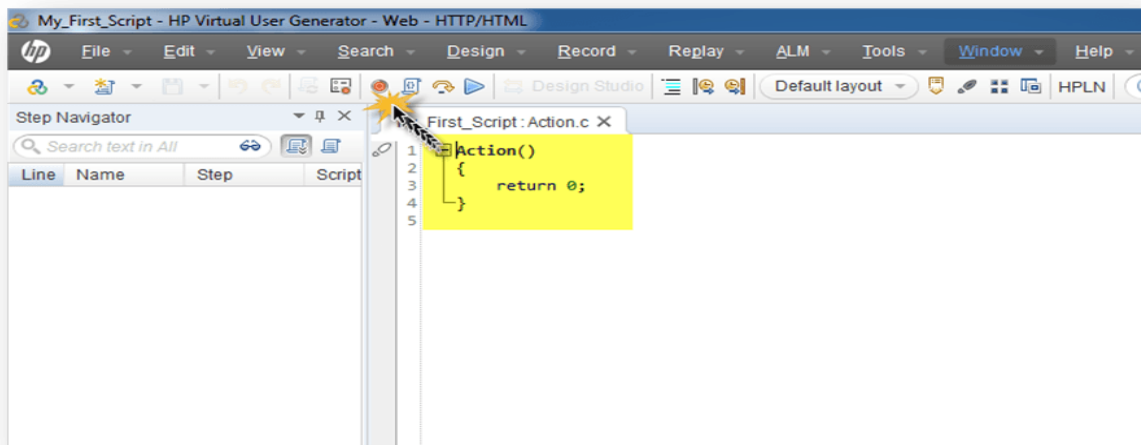 My_First_Script - HP Virtual User Generator - Web - HTTP/HTML
hp File Edit View Search Design Record Replay ALM Tools Window Help
Design Studio Default layout HPLN
Step Navigator
First_Script : Action.c
Search text in All
Line Name Step Script
1 Action()
2 {
3 return 0;
4 }
5